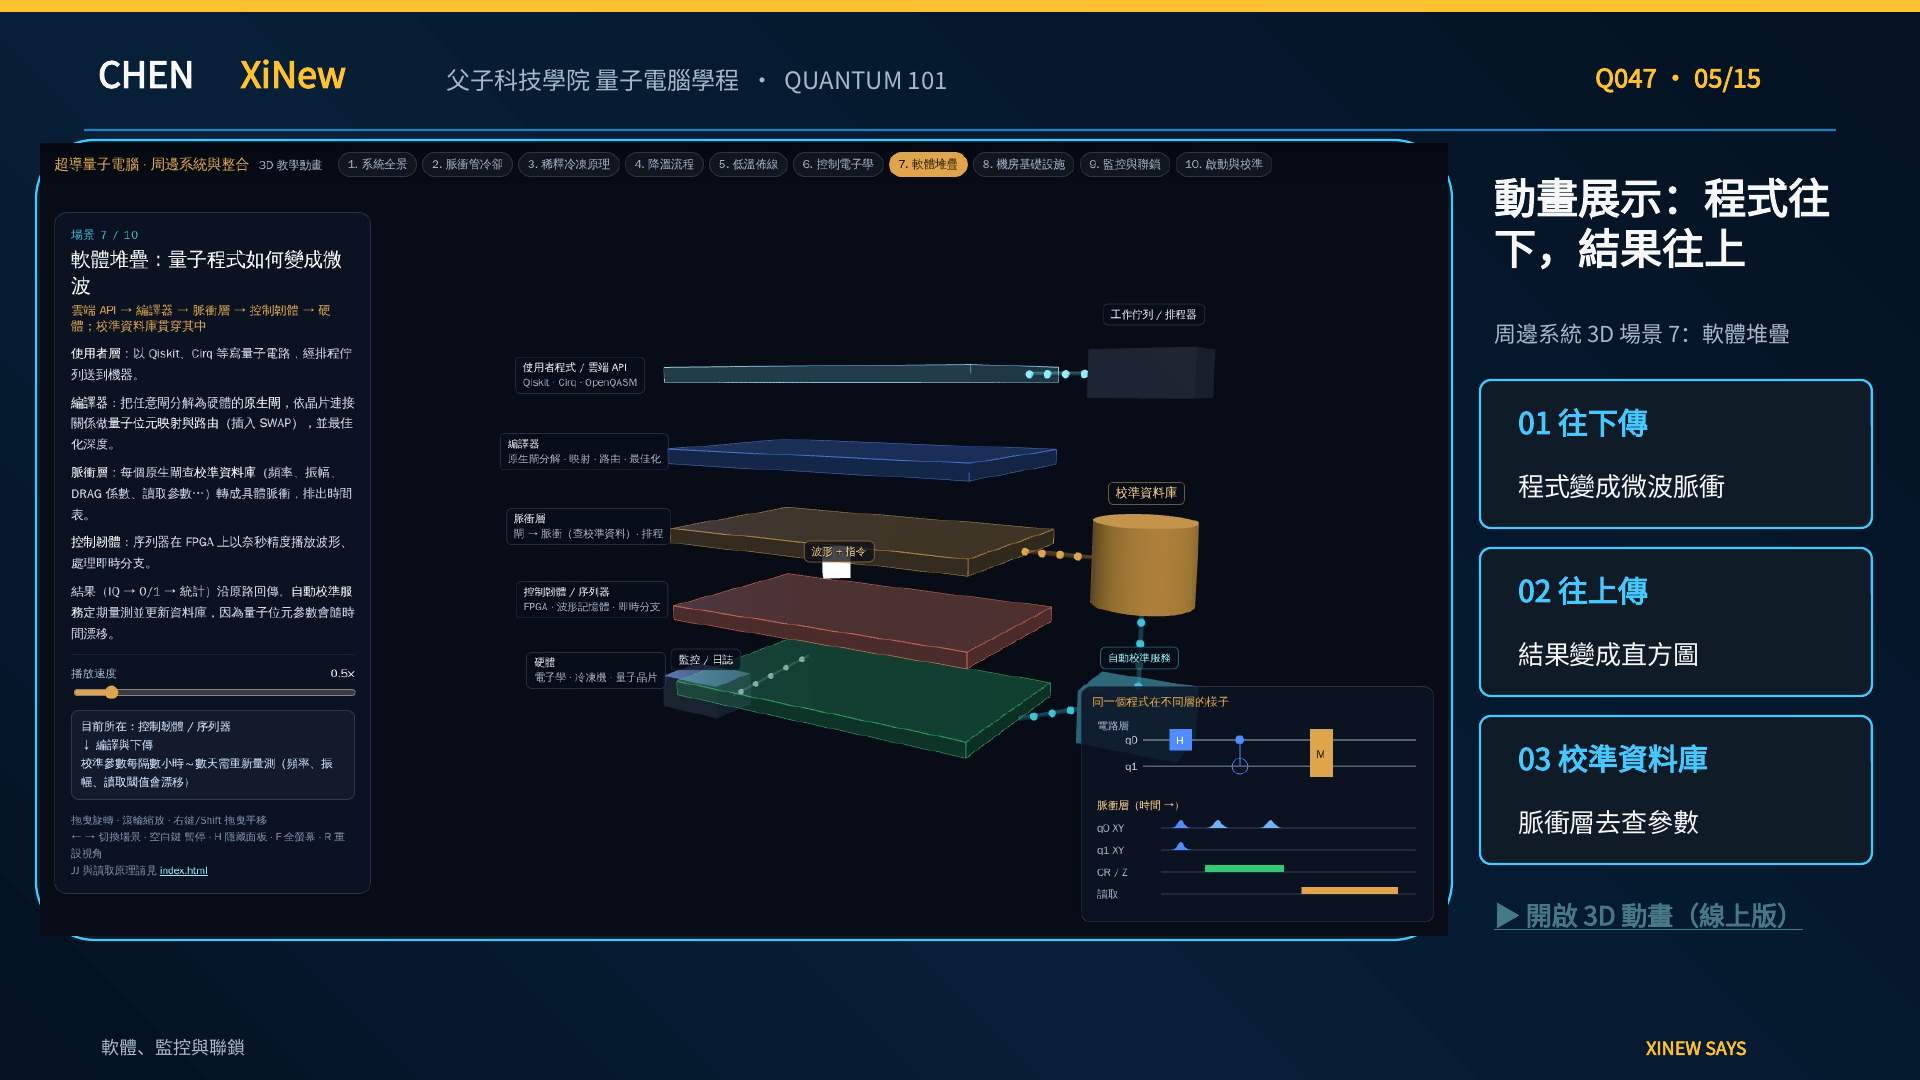 CHEN XiNew 父子科技學院 量子電腦學程 ・ QUANTUM 101 Q047 ・ 05/15
超導量子電腦 · 周邊系統與整合 3D 教學動畫 1. 系統全景 2. 脈衝管冷卻 3. 稀釋冷凍原理 4. 降溫流程 5. 低溫佈線 6. 控制電子學 7. 軟體堆疊 8. 機房基礎設施 9. 監控與聯鎖 10. 啟動與校準
場景 7 / 10
軟體堆疊：量子程式如何變成微
波
雲端 API → 編譯器 → 脈衝層 → 控制韌體 → 硬
體；校準資料庫貫穿其中
使用者層：以 Qiskit、Cirq 等寫量子電路，經排程佇
列送到機器。
編譯器：把任意閘分解為硬體的原生閘，依晶片連接
關係做量子位元映射與路由（插入 SWAP），並最佳
化深度。
脈衝層：每個原生閘查校準資料庫（頻率、振幅、
DRAG 係數、讀取參數…）轉成具體脈衝，排出時間
表。
控制韌體：序列器在 FPGA 上以奈秒精度播放波形、
處理即時分支。
結果（IQ → 0/1 → 統計）沿原路回傳、自動校準服
務定期量測並更新資料庫，因為量子位元參數會隨時
間漂移。
播放速度 0.5×
目前所在：控制韌體 / 序列器
↓ 編譯與下傳
校準參數每隔數小時～數天需重新量測（頻率、振
幅、讀取閾值會漂移）
拖曳旋轉 · 滾輪縮放 · 右鍵/Shift 拖曳平移
← → 切換場景 · 空白鍵 暫停 · H 隱藏面板 · F 全螢幕 · R 重
設視角
JJ 與讀取原理請見 index.html
工作佇列 / 排程器
使用者程式 / 雲端 API
Qiskit · Cirq · OpenQASM
編譯器
原生閘分解 · 映射 · 路由 · 最佳化
校準資料庫
脈衝層
閘 → 脈衝（查校準資料）· 排程
波形 + 指令
控制韌體 / 序列器
FPGA · 波形記憶體 · 即時分支
硬體
電子學 · 冷凍機 · 量子晶片
監控 / 日誌
自動校準服務
同一個程式在不同層的樣子
電路層
q0 H M
q1
脈衝層（時間 →）
q0 XY
q1 XY
CR / Z
讀取
動畫展示：程式往
下，結果往上
周邊系統 3D 場景 7：軟體堆疊
01 往下傳
程式變成微波脈衝
02 往上傳
結果變成直方圖
03 校準資料庫
脈衝層去查參數
▶ 開啟 3D 動畫（線上版）
軟體、監控與聯鎖
XINEW SAYS